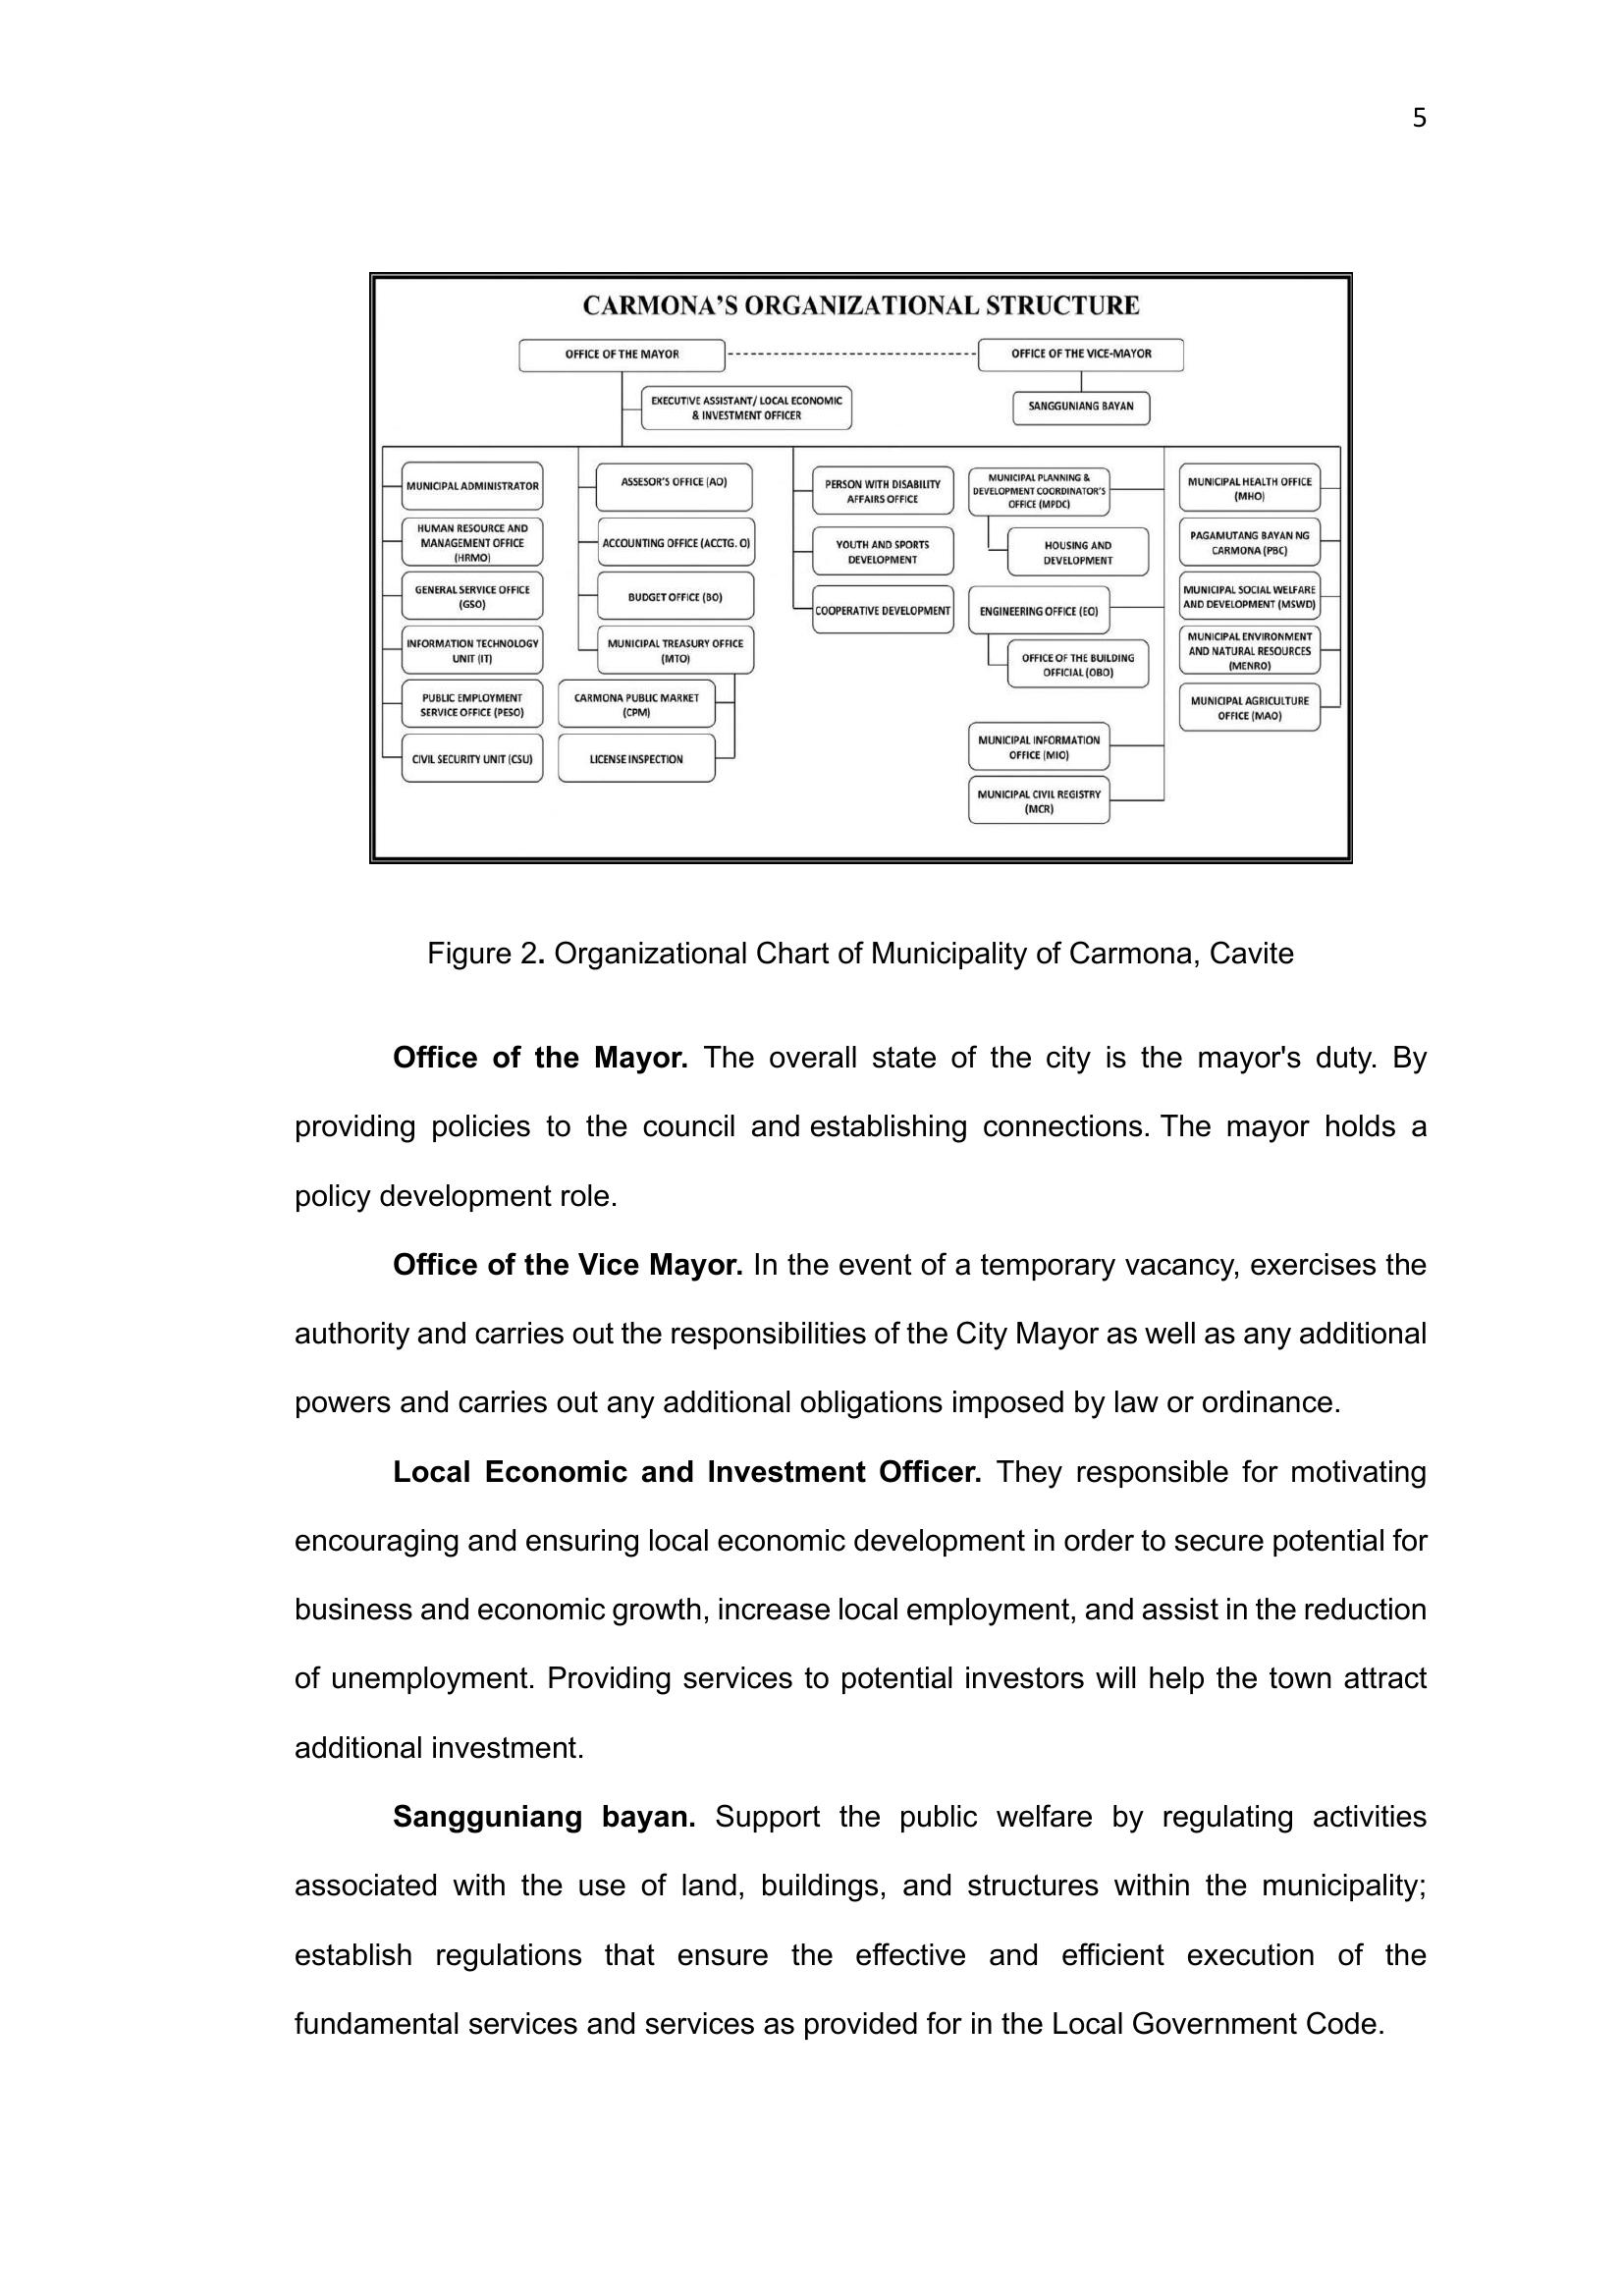 5
CARMONA'S ORGANIZATIONAL STRUCTURE
OFFICE OF THE MAYOR
OFFICE OF THE VICE-MAYOR
EXECUTIVE ASSISTANT/ LOCAL ECONOMIC
& INVESTMENT OFFICER
SANGGUNIANG BAYAN
MUNICIPAL ADMINISTRATOR
HUMAN RESOURCE AND
MANAGEMENT OFFICE
(HRMO)
GENERAL SERVICE OFFICE
(GSO)
INFORMATION TECHNOLOGY
UNIT (IT)
PUBLIC EMPLOYMENT
SERVICE OFFICE (PESO)
CIVIL SECURITY UNIT (CSU)
ASSESOR'S OFFICE (AO)
ACCOUNTING OFFICE (ACCTG. O)
BUDGET OFFICE (BO)
MUNICIPAL TREASURY OFFICE
(MTO)
CARMONA PUBLIC MARKET
(CPM)
LICENSE INSPECTION
PERSON WITH DISABILITY
AFFAIRS OFFICE
YOUTH AND SPORTS
DEVELOPMENT
COOPERATIVE DEVELOPMENT
MUNICIPAL PLANNING &
DEVELOPMENT COORDINATOR'S
OFFICE (MPDC)
HOUSING AND
DEVELOPMENT
ENGINEERING OFFICE (EO)
OFFICE OF THE BUILDING
OFFICIAL (OBO)
MUNICIPAL INFORMATION
OFFICE (MIO)
MUNICIPAL CIVIL REGISTRY
(MCR)
MUNICIPAL HEALTH OFFICE
(MHO)
PAGAMUTANG BAYAN NG
CARMONA (PBC)
MUNICIPAL SOCIAL WELFARE
AND DEVELOPMENT (MSWD)
MUNICIPAL ENVIRONMENT
AND NATURAL RESOURCES
(MENRO)
MUNICIPAL AGRICULTURE
OFFICE (MAO)
Figure 2. Organizational Chart of Municipality of Carmona, Cavite
Office of the Mayor. The overall state of the city is the mayor's duty. By
providing policies to the council and establishing connections. The mayor holds a
policy development role.
Office of the Vice Mayor. In the event of a temporary vacancy, exercises the
authority and carries out the responsibilities of the City Mayor as well as any additional
powers and carries out any additional obligations imposed by law or ordinance.
Local Economic and Investment Officer. They responsible for motivating
encouraging and ensuring local economic development in order to secure potential for
business and economic growth, increase local employment, and assist in the reduction
of unemployment. Providing services to potential investors will help the town attract
additional investment.
Sangguniang bayan. Support the public welfare by regulating activities
associated with the use of land, buildings, and structures within the municipality;
establish regulations that ensure the effective and efficient execution of the
fundamental services and services as provided for in the Local Government Code.